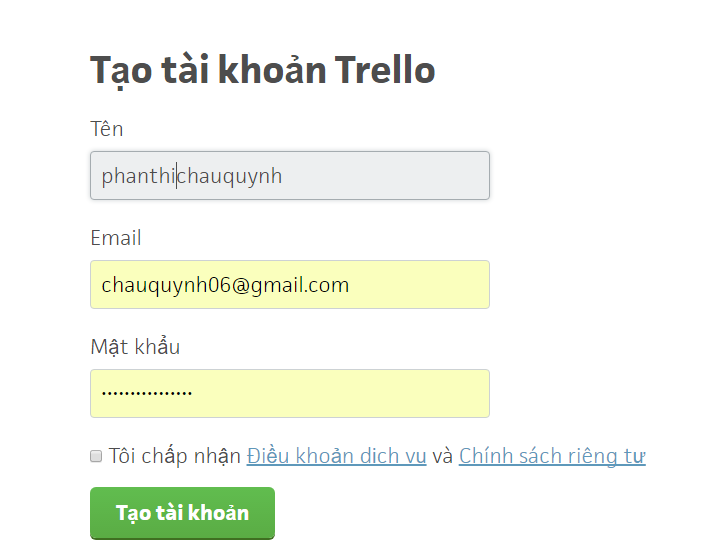 Tạo tài khoản Trello
Tên
phanthichauquynh
Email
chauquynh06@gmail.com
Mật khẩu
................
Tôi chấp nhận Điều khoản dịch vụ và Chính sách riêng tư
Tạo tài khoản